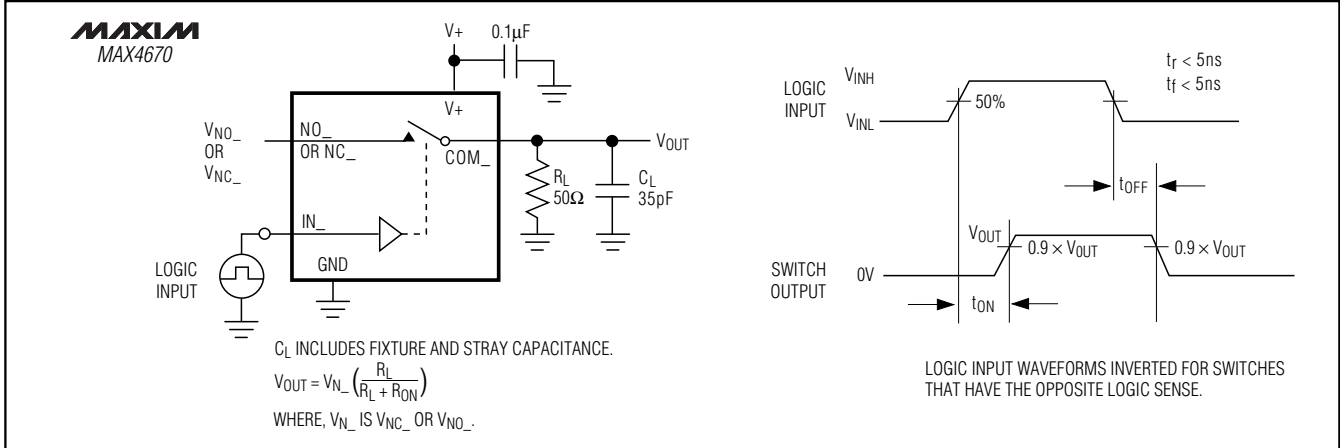 MAXIM
MAX4670
V+
0.1µF
V+
VNO_
OR
VNC_
NO_
OR NC_
COM_
VOUT
RL
50Ω
CL
35pF
IN_
GND
LOGIC
INPUT
CL INCLUDES FIXTURE AND STRAY CAPACITANCE.
VOUT = VN_ (RL / RL + RON)
WHERE, VN_ IS VNC_ OR VNO_.
LOGIC
INPUT
VINH
VINL
50%
tr < 5ns
tf < 5ns
tOFF
SWITCH
OUTPUT
VOUT
0V
0.9 × VOUT
0.9 × VOUT
tON
LOGIC INPUT WAVEFORMS INVERTED FOR SWITCHES
THAT HAVE THE OPPOSITE LOGIC SENSE.